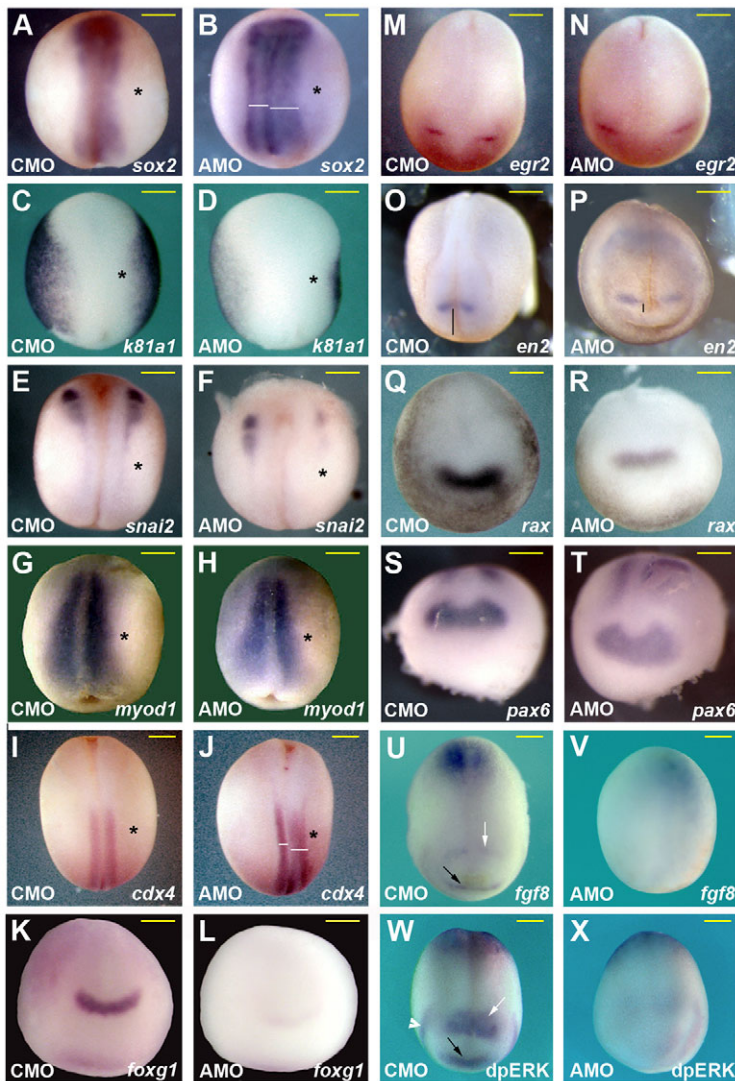 A
CMO sox2
B
AMO sox2
M
CMO egr2
N
AMO egr2
C
CMO k81a1
D
AMO k81a1
O
CMO en2
P
AMO en2
E
CMO snai2
F
AMO snai2
Q
CMO rax
R
AMO rax
G
CMO myod1
H
AMO myod1
S
CMO pax6
T
AMO pax6
I
CMO cdx4
J
AMO cdx4
U
CMO fgf8
V
AMO fgf8
K
CMO foxg1
L
AMO foxg1
W
CMO dpERK
X
AMO dpERK